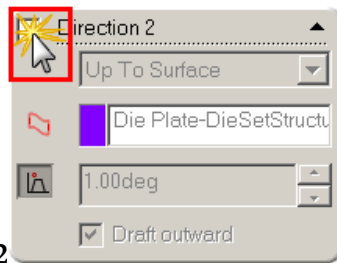 Direction 2
Up To Surface
Die Plate-DieSetStructu
1.00deg
Draft outward
2